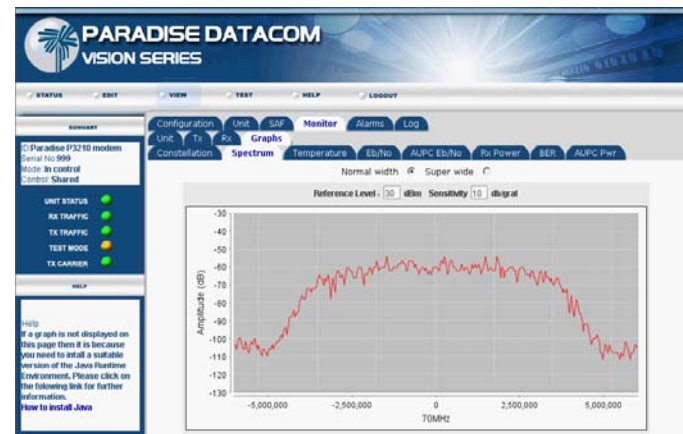 PARADISE DATACOM
VISION SERIES
STATUS EDIT VIEW TEST HELP LOGOUT
SUMMARY
ID:Paradise P3210 modem
Serial No:999
Mode: In control
Control: Shared
UNIT STATUS
RX TRAFFIC
TX TRAFFIC
TEST MODE
TX CARRIER
HELP
Help
If a graph is not displayed on
this page then it is because
you need to intall a suitable
version of the Java Runtime
Environment. Please click on
the folowing link for further
information.
How to install Java
Configuration Unit SAF Monitor Alarms Log
Unit Tx Rx Graphs
Constellation Spectrum Temperature Eb/No AUPC Eb/No Rx Power BER AUPC Pwr
Normal width Super wide
Reference Level - 30 dBm Sensitivity 10 db/grat
Amplitude (dB)
-30
-40
-50
-60
-70
-80
-90
-100
-110
-120
-130
-5,000,000 -2,500,000 0 2,500,000 5,000,000
70MHz